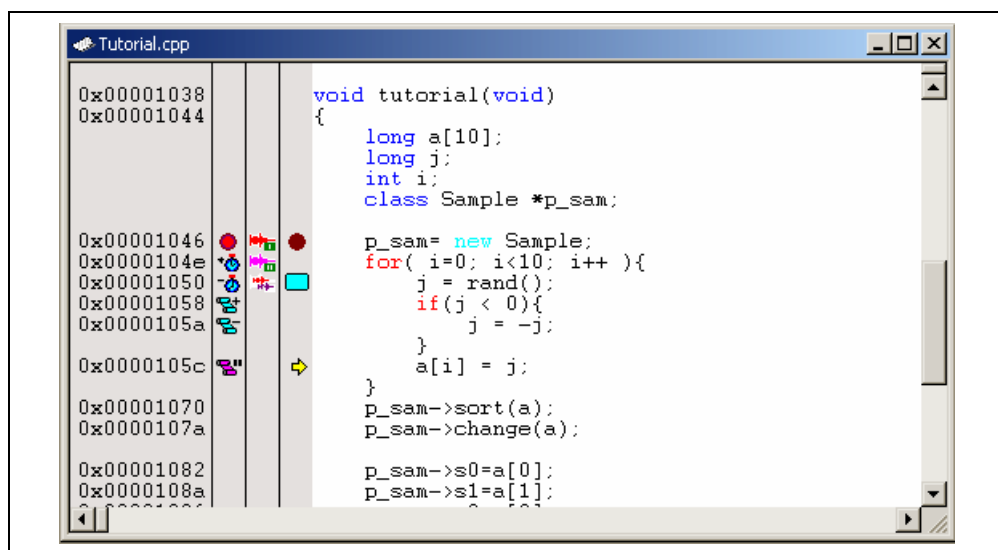 Tutorial.cpp
0x00001038 void tutorial(void)
0x00001044 {
long a[10];
long j;
int i;
class Sample *p_sam;
0x00001046 p_sam= new Sample;
0x0000104e for( i=0; i<10; i++ ){
0x00001050 j = rand();
0x00001058 if(j < 0){
0x0000105a j = -j;
}
0x0000105c a[i] = j;
}
0x00001070 p_sam->sort(a);
0x0000107a p_sam->change(a);
0x00001082 p_sam->s0=a[0];
0x0000108a p_sam->s1=a[1];